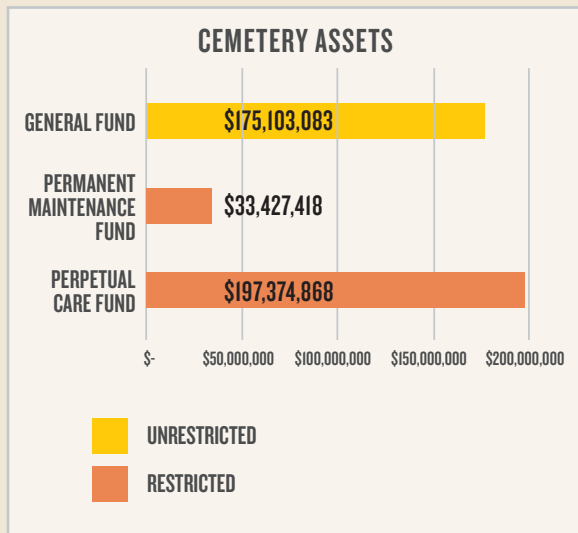 CEMETERY ASSETS
GENERAL FUND
$175,103,083
PERMANENT
MAINTENANCE
FUND
$33,427,418
PERPETUAL
CARE FUND
$197,374,868
$- $50,000,000 $100,000,000 $150,000,000 $200,000,000
UNRESTRICTED
RESTRICTED